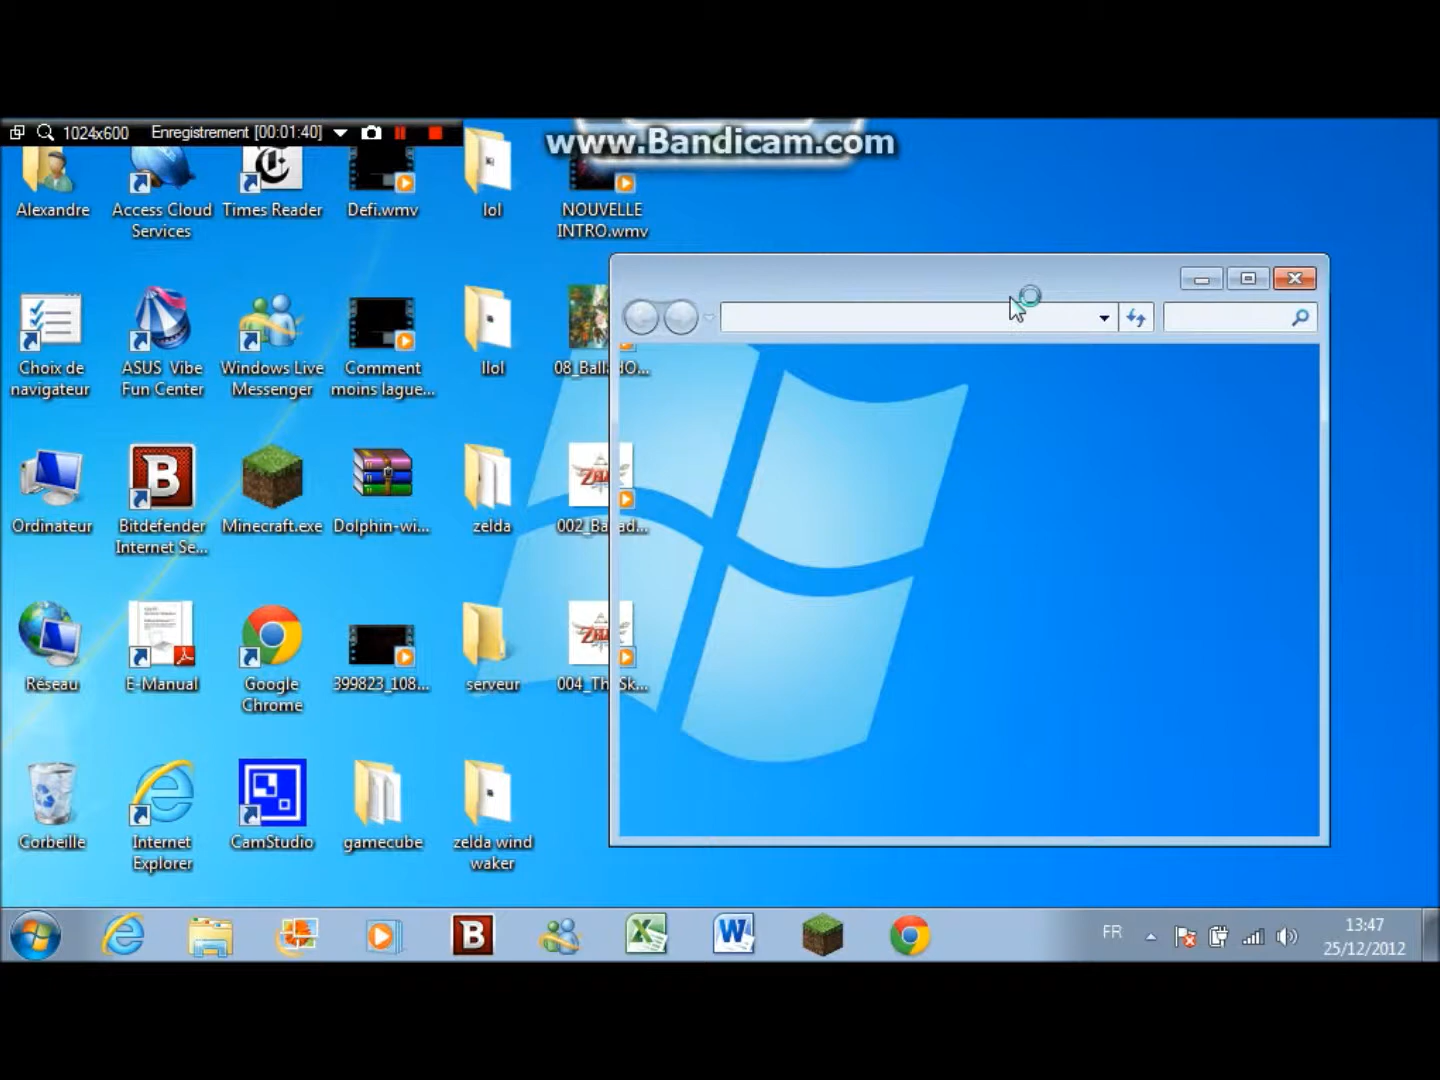 1024x600 Enregistrement [00:01:40]
www.Bandicam.com
Alexandre
Access Cloud
Services
Times Reader
Defi.wmv
lol
NOUVELLE
INTRO.wmv
Choix de
navigateur
ASUS Vibe
Fun Center
Windows Live
Messenger
Comment
moins lague...
llol
Ordinateur
Bitdefender
Internet Se...
Minecraft.exe
Dolphin-wi...
zelda
Réseau
E-Manual
Google
Chrome
399823_108...
serveur
Corbeille
Internet
Explorer
CamStudio
gamecube
zelda wind
waker
FR
13:47
25/12/2012